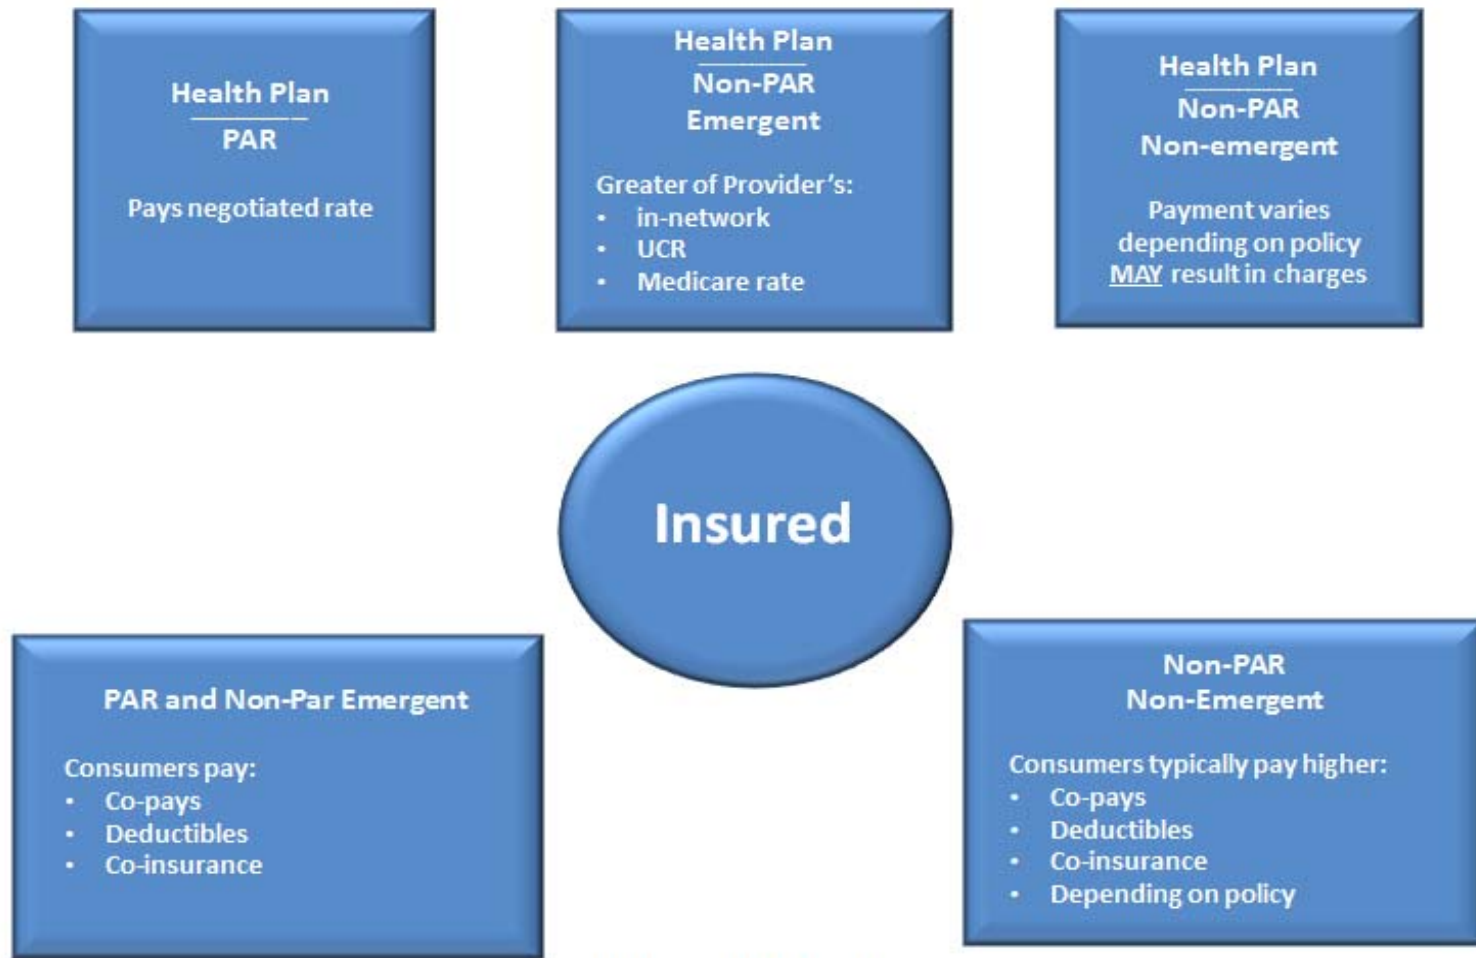 Health Plan
PAR
Pays negotiated rate
Health Plan
Non-PAR
Emergent
Greater of Provider's:
• in-network
• UCR
• Medicare rate
Health Plan
Non-PAR
Non-emergent
Payment varies
depending on policy
MAY result in charges
Insured
PAR and Non-Par Emergent
Consumers pay:
• Co-pays
• Deductibles
• Co-insurance
Non-PAR
Non-Emergent
Consumers typically pay higher:
• Co-pays
• Deductibles
• Co-insurance
• Depending on policy